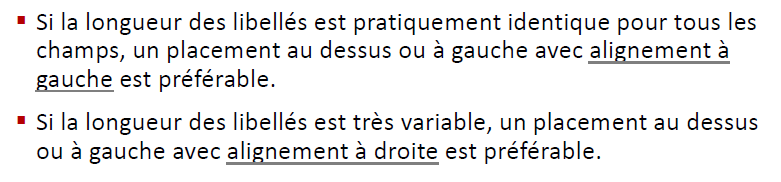 ▪ Si la longueur des libellés est pratiquement identique pour tous les
champs, un placement au dessus ou à gauche avec alignement à
gauche est préférable.
▪ Si la longueur des libellés est très variable, un placement au dessus
ou à gauche avec alignement à droite est préférable.